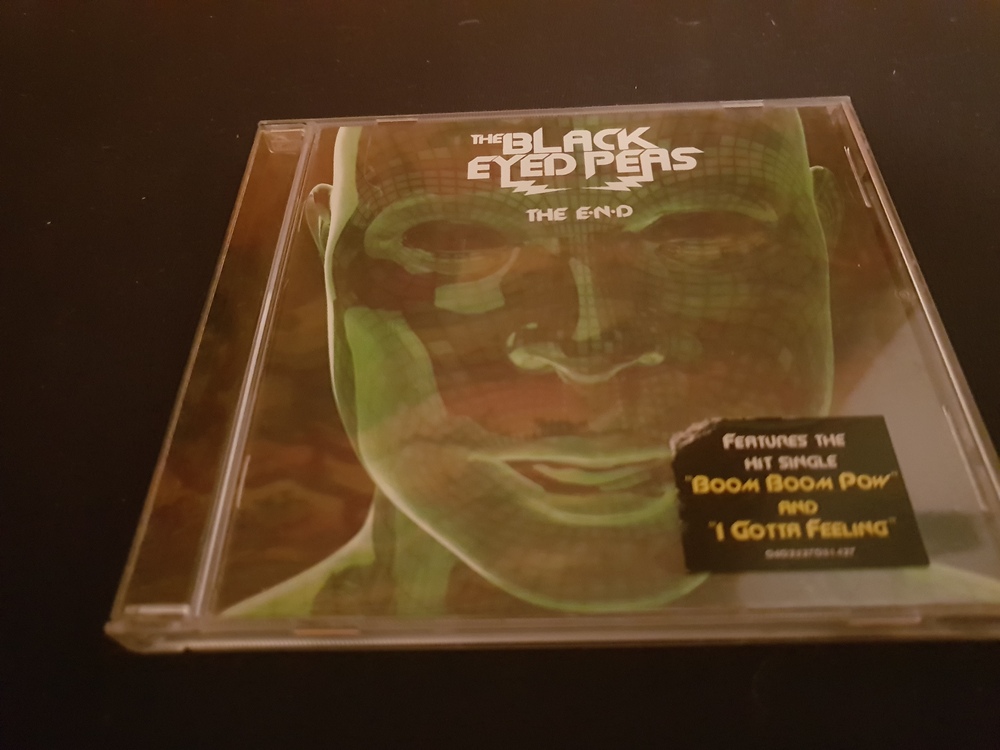 THE BLACK
EYED PEAS
THE E·N·D
FEATURES THE
HIT SINGLE
"BOOM BOOM POW"
AND
"I GOTTA FEELING"